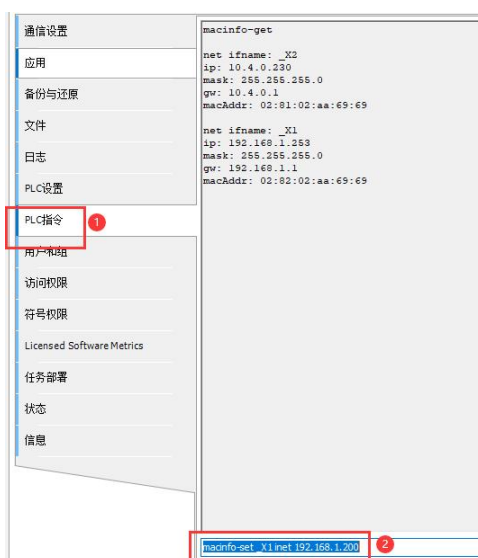 通信设置
应用
备份与还原
文件
日志
PLC设置
PLC指令
1
用户和组
访问权限
符号权限
Licensed Software Metrics
任务部署
状态
信息
macinfo-get
net ifname: _X2
ip: 10.4.0.230
mask: 255.255.255.0
gw: 10.4.0.1
macAddr: 02:81:02:aa:69:69
net ifname: _X1
ip: 192.168.1.253
mask: 255.255.255.0
gw: 192.168.1.1
macAddr: 02:82:02:aa:69:69
macinfo-set _X1 inet 192.168.1.200
2